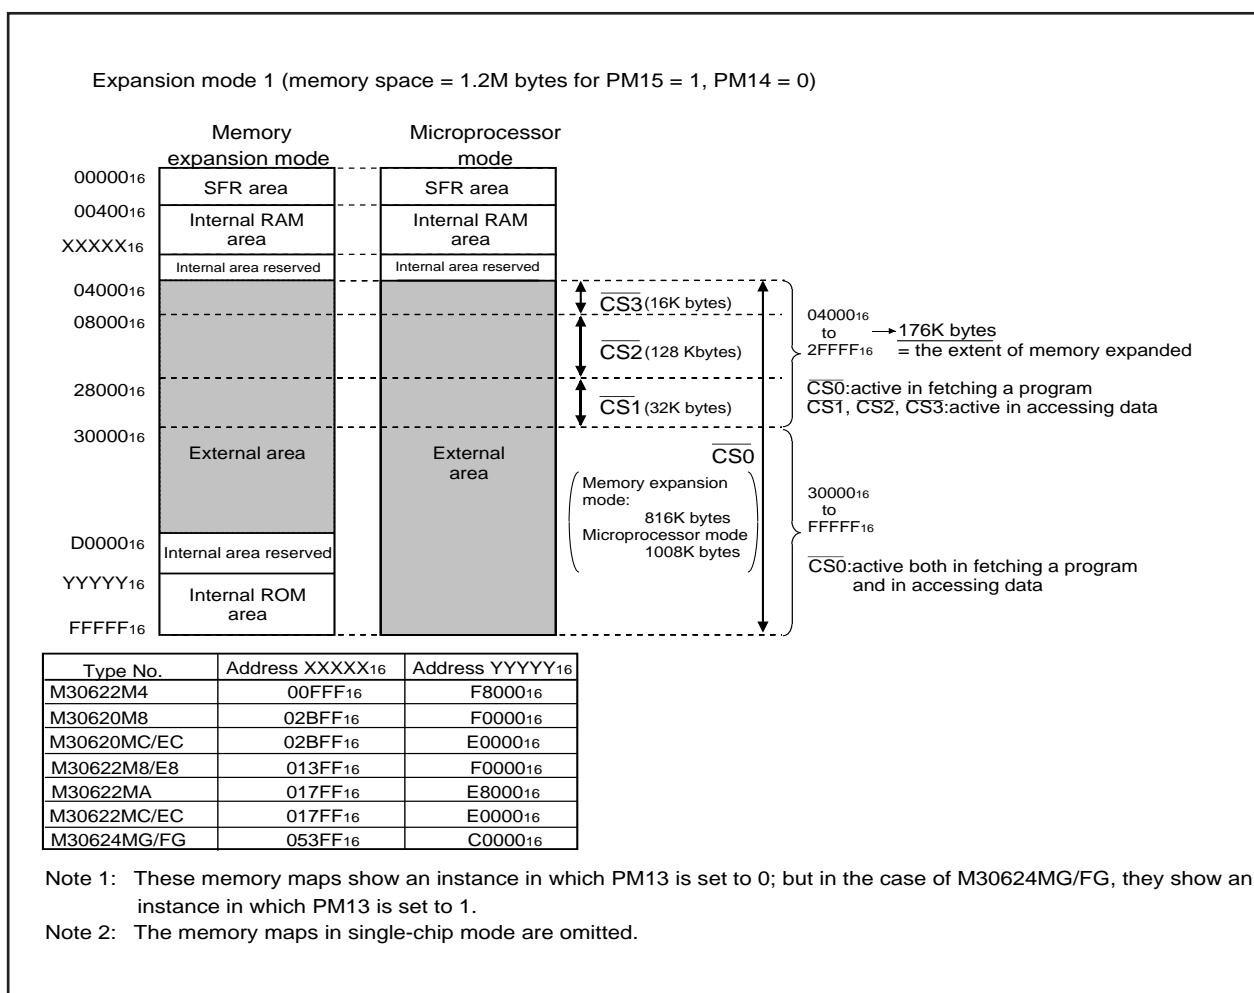 Expansion mode 1 (memory space = 1.2M bytes for PM15 = 1, PM14 = 0)
Memory
expansion mode
Microprocessor
mode
00000₁₆
SFR area
SFR area
00400₁₆
Internal RAM
area
Internal RAM
area
XXXXX₁₆
Internal area reserved
Internal area reserved
04000₁₆
CS3 (16K bytes)
08000₁₆
CS2 (128 Kbytes)
28000₁₆
CS1 (32K bytes)
30000₁₆
External area
External
area
CS0
Memory expansion
mode:
816K bytes
Microprocessor mode
1008K bytes
D0000₁₆
Internal area reserved
YYYYY₁₆
Internal ROM
area
FFFFF₁₆
04000₁₆
to
2FFFF₁₆
176K bytes
= the extent of memory expanded
CS0:active in fetching a program
CS1, CS2, CS3:active in accessing data
30000₁₆
to
FFFFF₁₆
CS0:active both in fetching a program
and in accessing data
Type No. Address XXXXX₁₆ Address YYYYY₁₆
M30622M4 00FFF₁₆ F8000₁₆
M30620M8 02BFF₁₆ F0000₁₆
M30620MC/EC 02BFF₁₆ E0000₁₆
M30622M8/E8 013FF₁₆ F0000₁₆
M30622MA 017FF₁₆ E8000₁₆
M30622MC/EC 017FF₁₆ E0000₁₆
M30624MG/FG 053FF₁₆ C0000₁₆
Note 1: These memory maps show an instance in which PM13 is set to 0; but in the case of M30624MG/FG, they show an
instance in which PM13 is set to 1.
Note 2: The memory maps in single-chip mode are omitted.